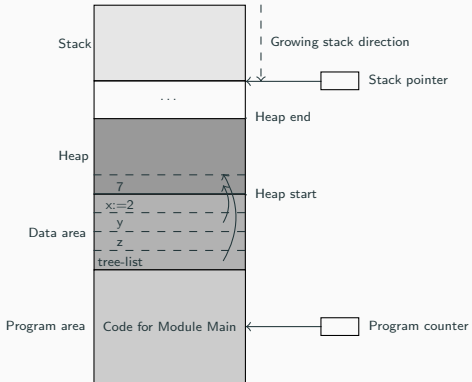 Stack
Growing stack direction
Stack pointer
. . .
Heap end
Heap
7
Heap start
x:=2
y
Data area
z
tree-list
Program area
Code for Module Main
Program counter